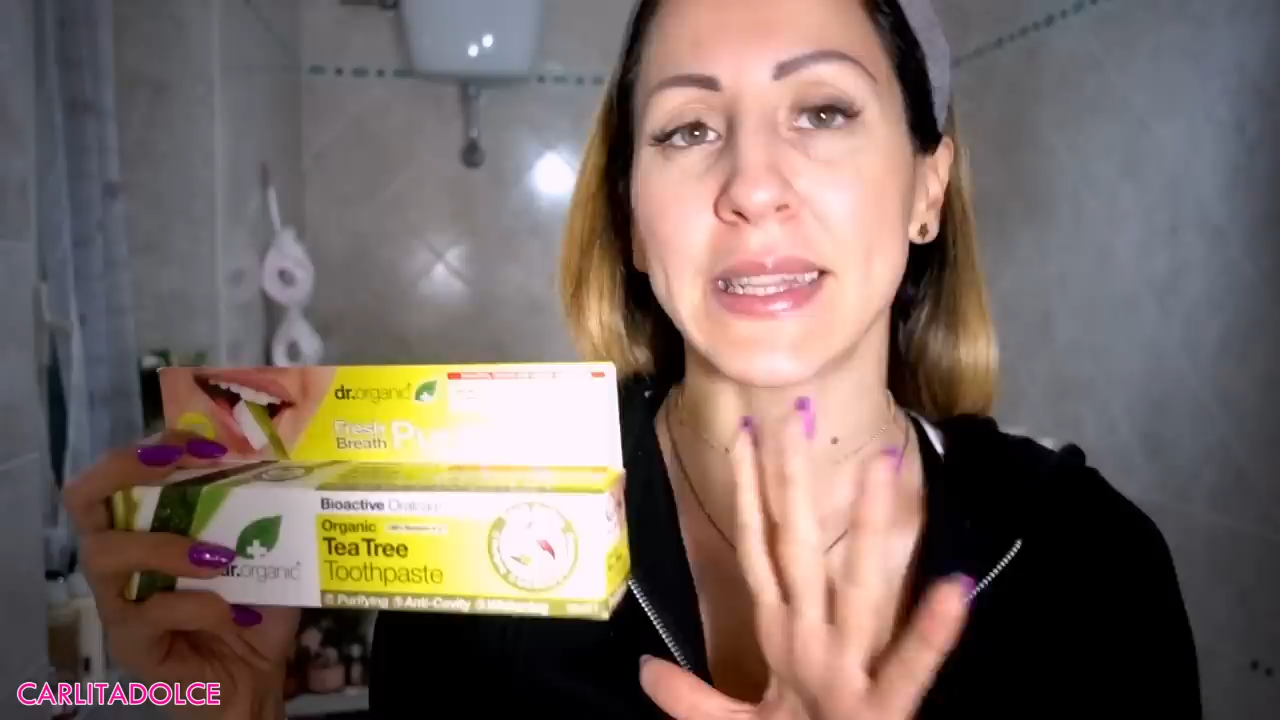 dr.organic
Fresh
Breath
Bioactive
Organic
Tea Tree
Toothpaste
dr.organic
Purifying Anti-Cavity Whitening
CARLITADOLCE